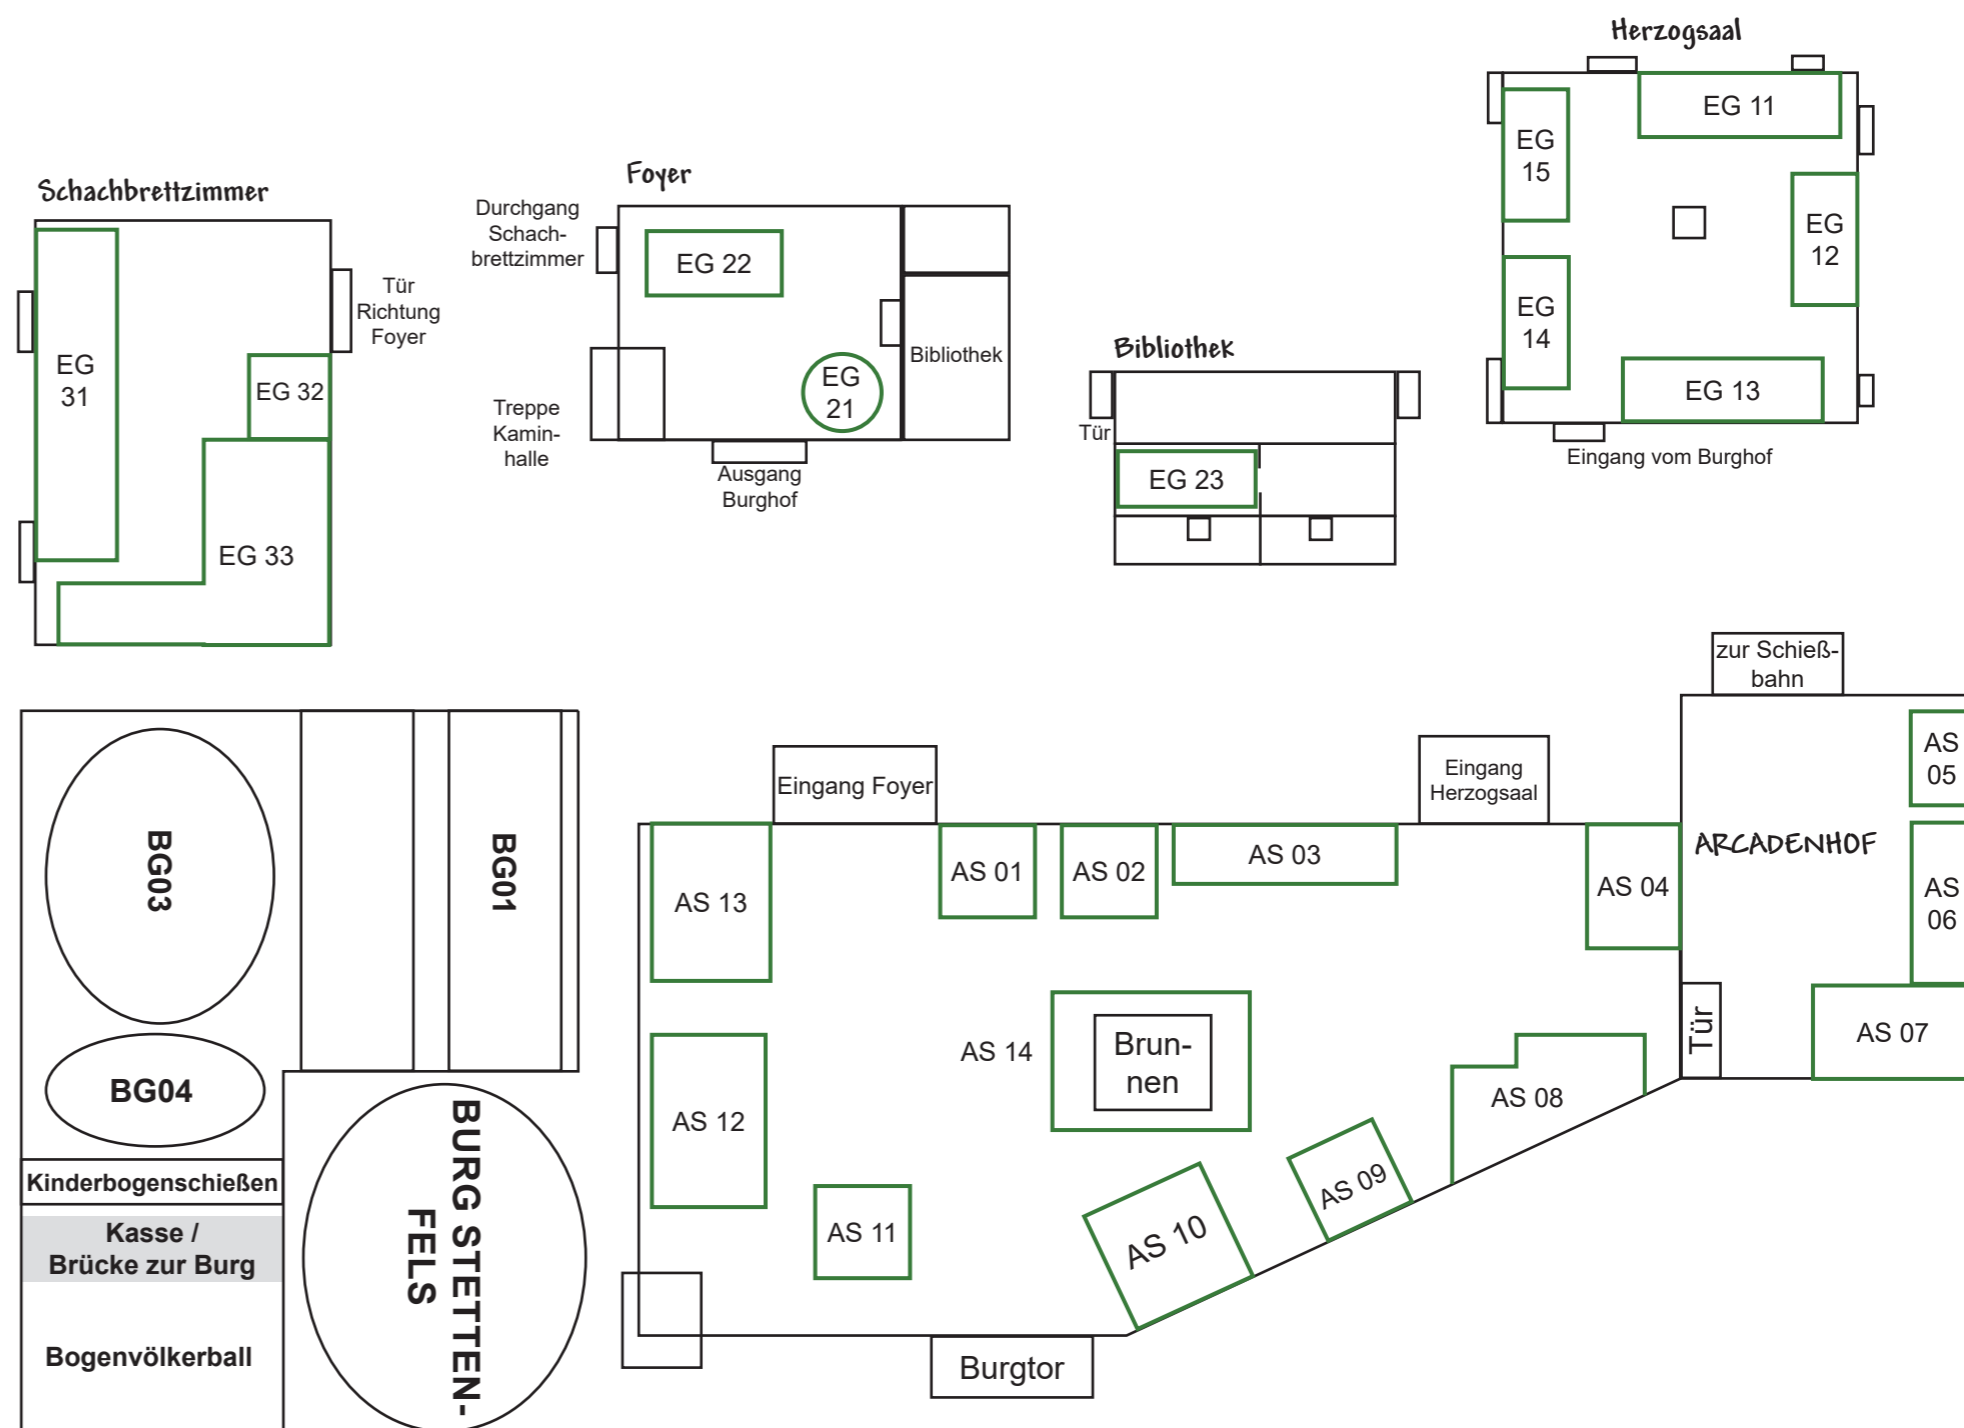 Herzogsaal
EG 11
EG
15
EG
12
EG
14
EG 13
Eingang vom Burghof
Foyer
Durchgang
Schach-
brettzimmer
EG 22
Bibliothek
EG
21
Treppe
Kamin-
halle
Ausgang
Burghof
Schachbrettzimmer
Tür
Richtung
Foyer
EG
31
EG 32
EG 33
Bibliothek
Tür
EG 23
zur Schieß-
bahn
AS
05
ARCADENHOF
AS
06
AS 07
Tür
Eingang Foyer
Eingang
Herzogsaal
AS 13
AS 01
AS 02
AS 03
AS 04
AS 14
Brun-
nen
AS 12
AS 08
AS 09
AS 10
AS 11
Burgtor
BG03
BG01
BG04
Kinderbogenschießen
Kasse /
Brücke zur Burg
Bogenvölkerball
BURG STETTEN-
FELS